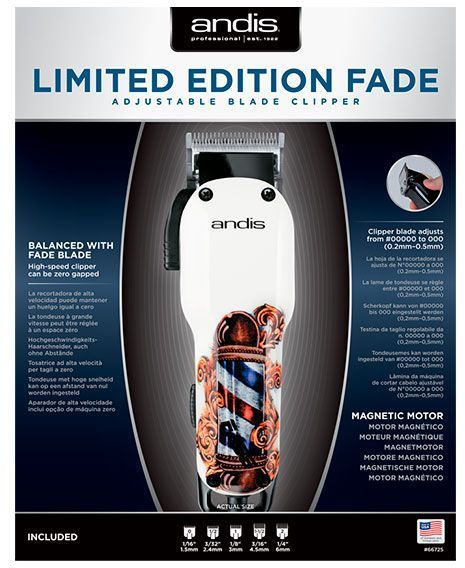 andis
professional | est. 1922
LIMITED EDITION FADE
ADJUSTABLE BLADE CLIPPER
andis
BALANCED WITH
FADE BLADE
High-speed clipper
can be zero gapped
La recortadora de alta
velocidad puede mantener
un huelgo igual a cero
La tondeuse à grande
vitesse peut être réglée
à un espace zéro
Hochgeschwindigkeits-
Haarschneider, auch
ohne Abstände
Tosatrice ad alta velocità
per tagli a zero
Tondeuse met hoge snelheid
kan op een afstand van nul
worden ingesteld
Aparador de alta velocidade
inclui opção de máquina zero
Clipper blade adjusts
from #00000 to 000
(0.2mm-0.5mm)
La hoja de la recortadora se
ajusta de N°00000 a 000
(0,2mm-0,5mm)
La lame de tondeuse se règle
entre #00000 et 000
(0,2mm-0,5mm)
Scherkopf kann von #00000
bis 000 eingestellt werden
(0,2mm-0,5mm)
Testina da taglio regolabile da
n. 00000 a 000
(0,2mm-0,5mm)
Tondeusemes kan worden
ingesteld van #00000 tot 000
(0,2mm-0,5mm)
Lâmina da máquina
de cortar cabelo ajustável
de N°00000 a 000
(0,2mm-0,5mm)
MAGNETIC MOTOR
MOTOR MAGNÉTICO
MOTEUR MAGNÉTIQUE
MAGNETMOTOR
MOTORE MAGNETICO
MAGNETISCHE MOTOR
MOTOR MAGNÉTICO
ACTUAL SIZE
INCLUDED
1/16" 3/32" 1/8" 3/16" 1/4"
1.5mm 2.4mm 3mm 4.5mm 6mm
#66725